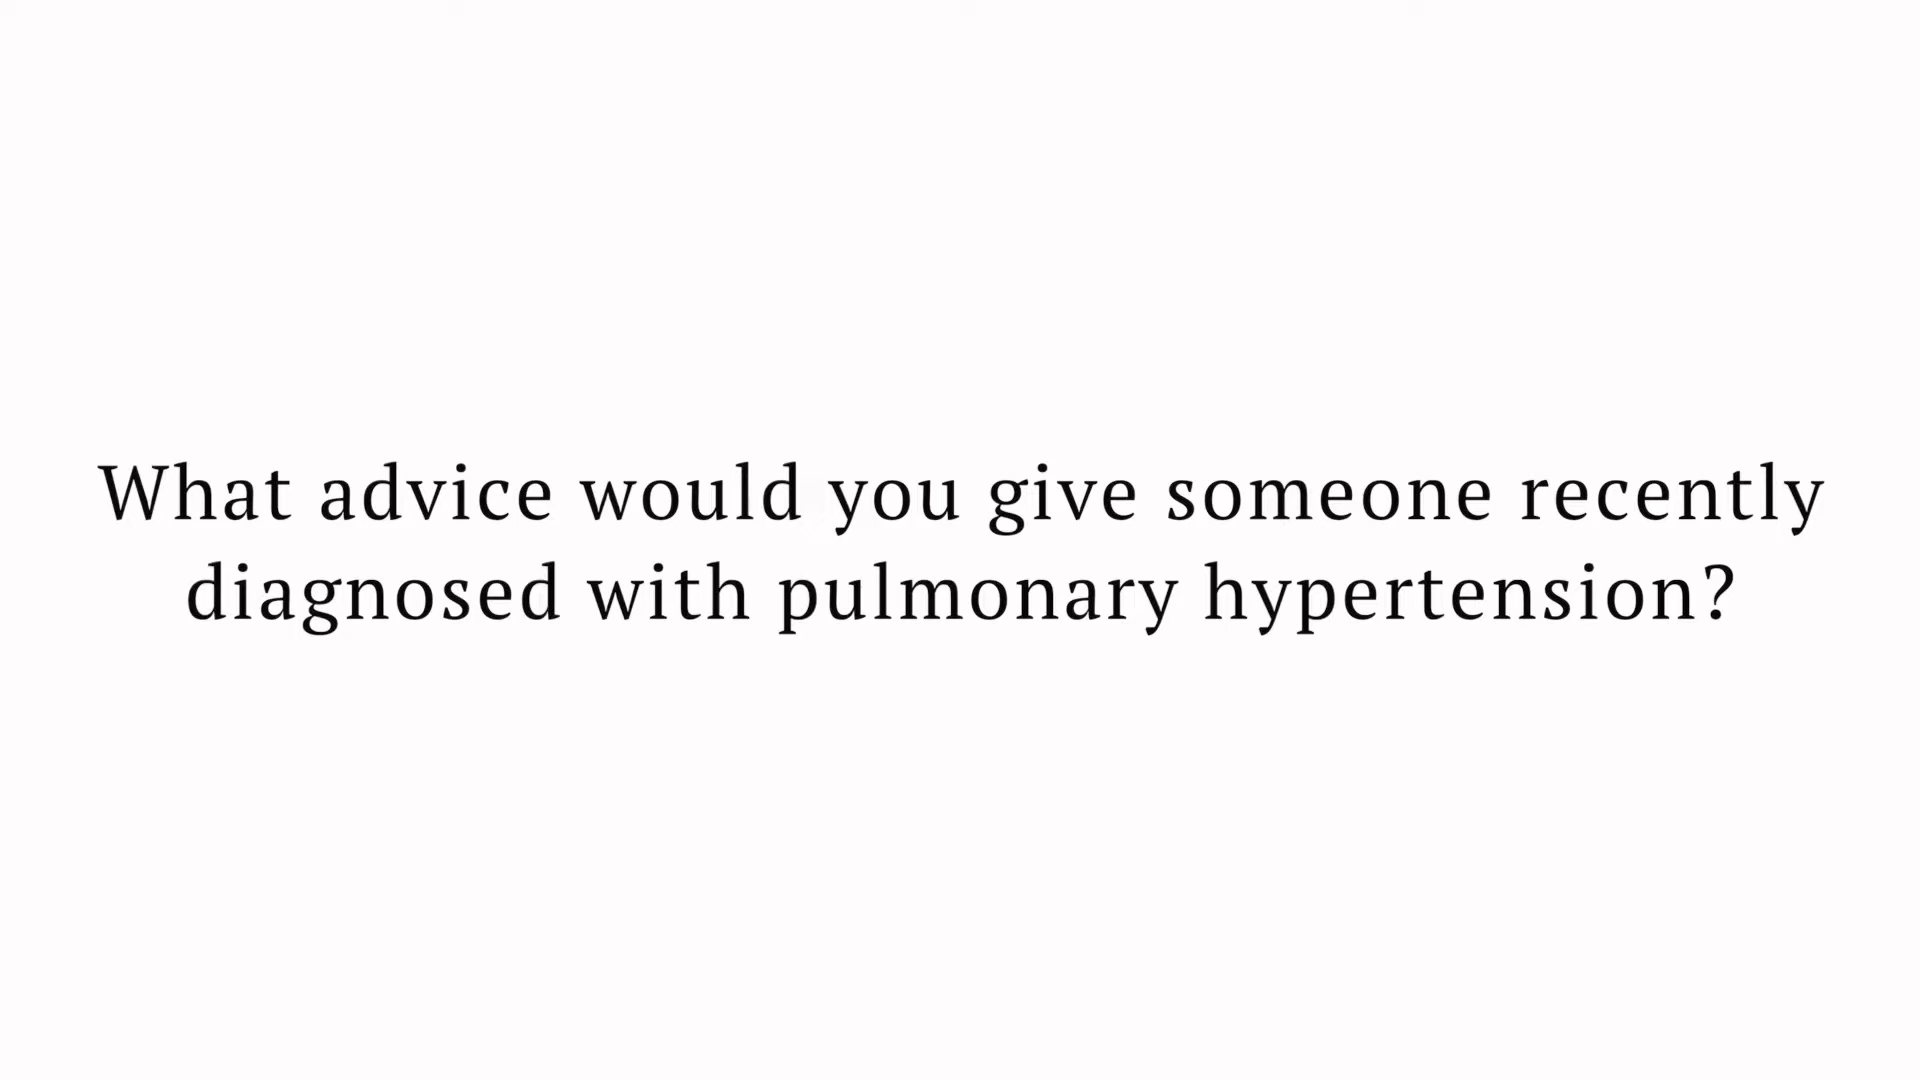 What advice would you give someone recently
diagnosed with pulmonary hypertension?